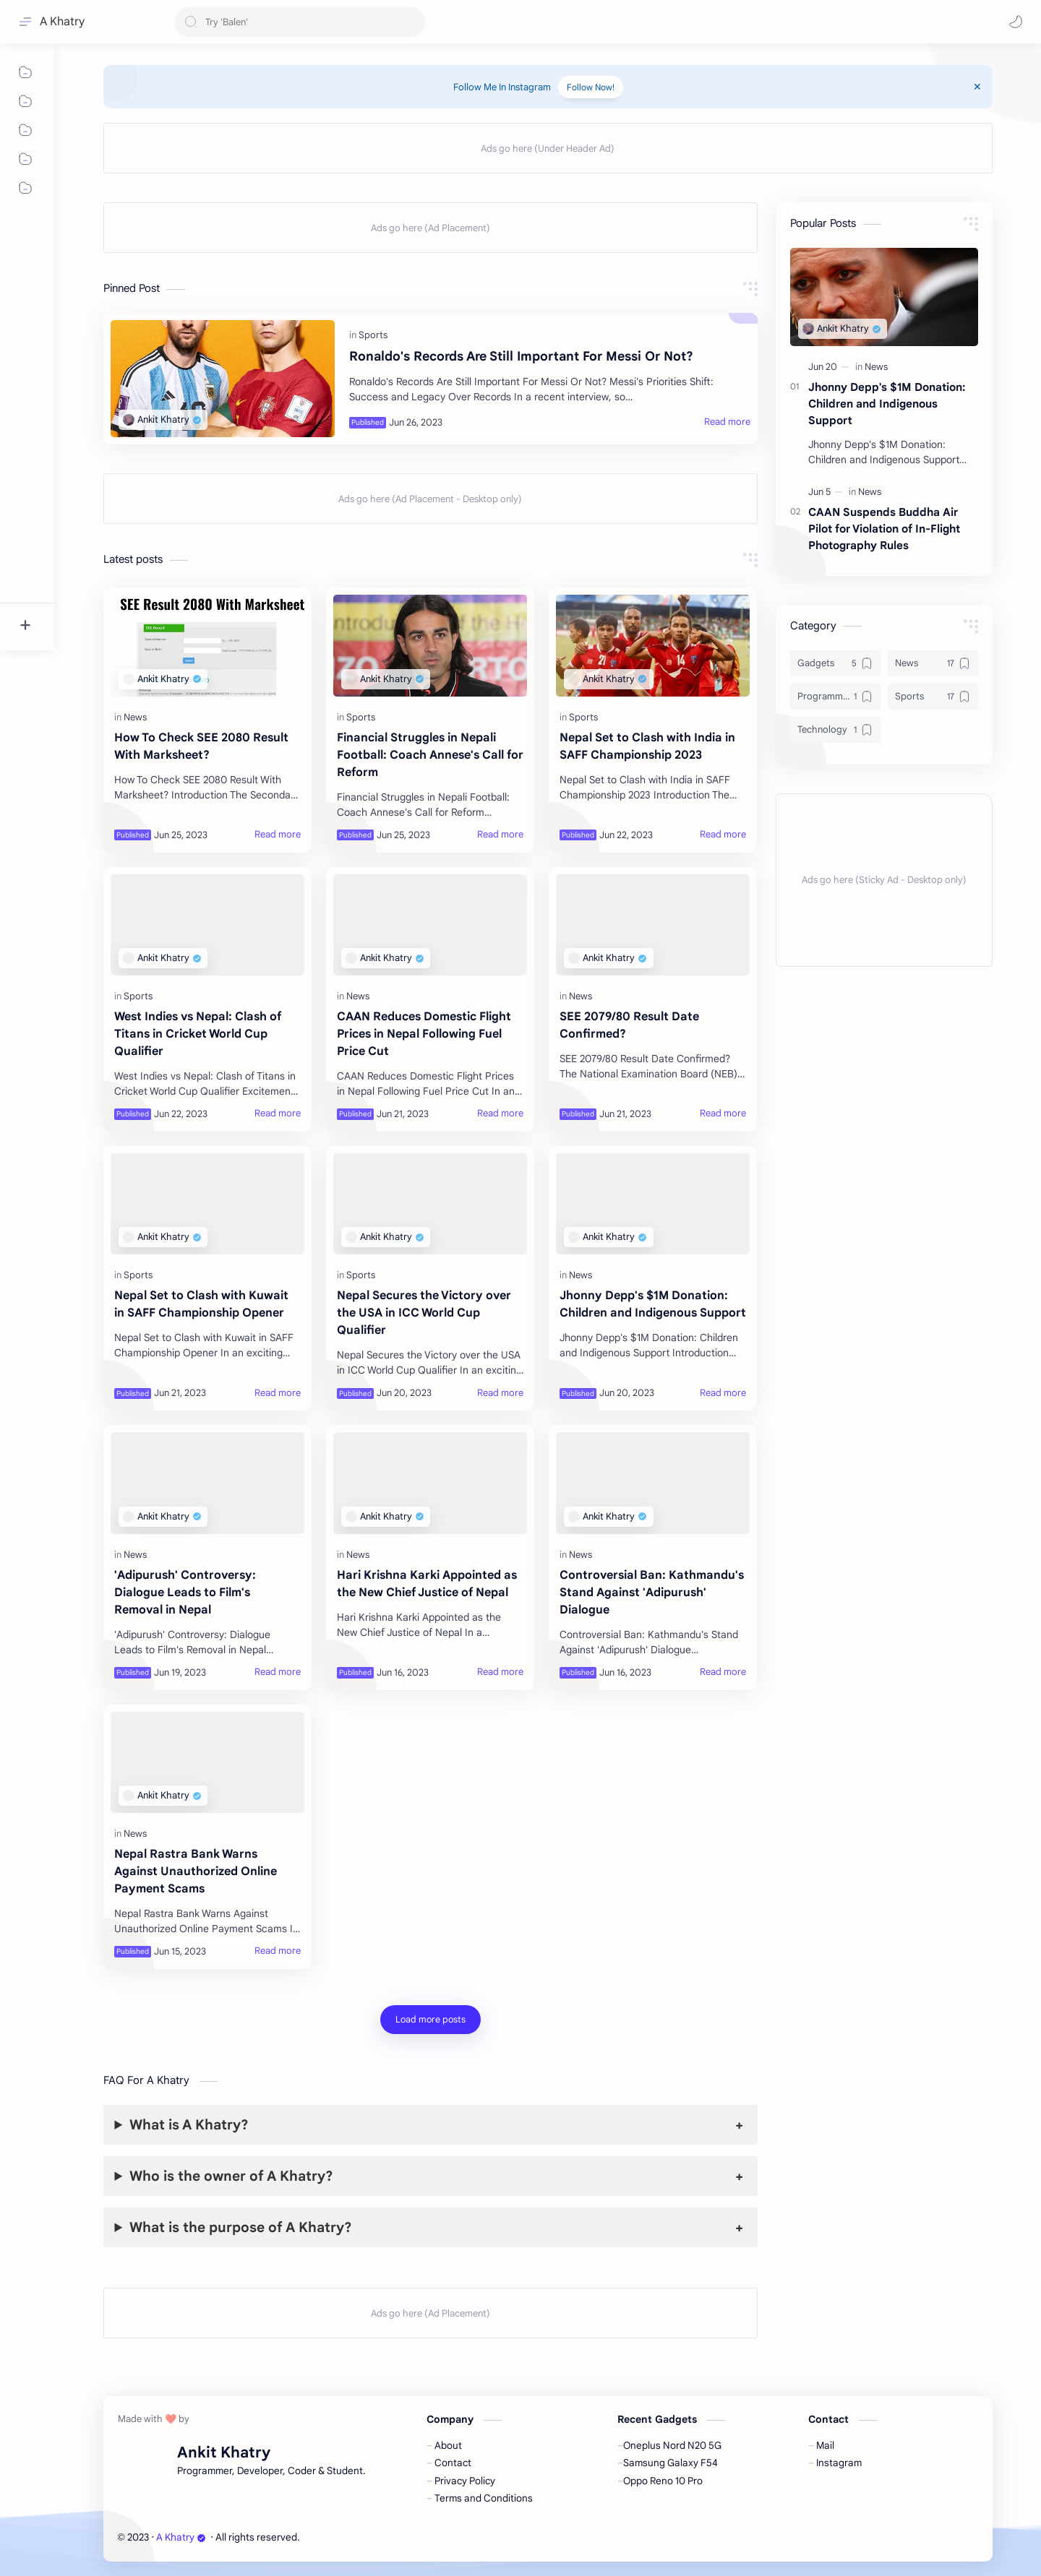 A Khatry
Try 'Balen'
Follow Me In Instagram
Follow Now!
Ads go here (Under Header Ad)
Ads go here (Ad Placement)
Pinned Post
Ankit Khatry
in Sports
Ronaldo's Records Are Still Important For Messi Or Not?
Ronaldo's Records Are Still Important For Messi Or Not? Messi's Priorities Shift:
Success and Legacy Over Records In a recent interview, so...
Published Jun 26, 2023
Read more
Ads go here (Ad Placement - Desktop only)
Latest posts
SEE Result 2080 With Marksheet
Ankit Khatry
in News
How To Check SEE 2080 Result
With Marksheet?
How To Check SEE 2080 Result With
Marksheet? Introduction The Seconda...
Published Jun 25, 2023
Read more
Ankit Khatry
in Sports
Financial Struggles in Nepali
Football: Coach Annese's Call for
Reform
Financial Struggles in Nepali Football:
Coach Annese's Call for Reform...
Published Jun 25, 2023
Read more
Ankit Khatry
in Sports
Nepal Set to Clash with India in
SAFF Championship 2023
Nepal Set to Clash with India in SAFF
Championship 2023 Introduction The...
Published Jun 22, 2023
Read more
Ankit Khatry
in Sports
West Indies vs Nepal: Clash of
Titans in Cricket World Cup
Qualifier
West Indies vs Nepal: Clash of Titans in
Cricket World Cup Qualifier Excitemen...
Published Jun 22, 2023
Read more
Ankit Khatry
in News
CAAN Reduces Domestic Flight
Prices in Nepal Following Fuel
Price Cut
CAAN Reduces Domestic Flight Prices
in Nepal Following Fuel Price Cut In an...
Published Jun 21, 2023
Read more
Ankit Khatry
in News
SEE 2079/80 Result Date
Confirmed?
SEE 2079/80 Result Date Confirmed?
The National Examination Board (NEB)...
Published Jun 21, 2023
Read more
Ankit Khatry
in Sports
Nepal Set to Clash with Kuwait
in SAFF Championship Opener
Nepal Set to Clash with Kuwait in SAFF
Championship Opener In an exciting...
Published Jun 21, 2023
Read more
Ankit Khatry
in Sports
Nepal Secures the Victory over
the USA in ICC World Cup
Qualifier
Nepal Secures the Victory over the USA
in ICC World Cup Qualifier In an excitin...
Published Jun 20, 2023
Read more
Ankit Khatry
in News
Jhonny Depp's $1M Donation:
Children and Indigenous Support
Jhonny Depp's $1M Donation: Children
and Indigenous Support Introduction...
Published Jun 20, 2023
Read more
Ankit Khatry
in News
'Adipurush' Controversy:
Dialogue Leads to Film's
Removal in Nepal
'Adipurush' Controversy: Dialogue
Leads to Film's Removal in Nepal...
Published Jun 19, 2023
Read more
Ankit Khatry
in News
Hari Krishna Karki Appointed as
the New Chief Justice of Nepal
Hari Krishna Karki Appointed as the
New Chief Justice of Nepal In a...
Published Jun 16, 2023
Read more
Ankit Khatry
in News
Controversial Ban: Kathmandu's
Stand Against 'Adipurush'
Dialogue
Controversial Ban: Kathmandu's Stand
Against 'Adipurush' Dialogue...
Published Jun 16, 2023
Read more
Ankit Khatry
in News
Nepal Rastra Bank Warns
Against Unauthorized Online
Payment Scams
Nepal Rastra Bank Warns Against
Unauthorized Online Payment Scams I...
Published Jun 15, 2023
Read more
Load more posts
Popular Posts
Ankit Khatry
Jun 20 in News
01
Jhonny Depp's $1M Donation:
Children and Indigenous
Support
Jhonny Depp's $1M Donation:
Children and Indigenous Support...
Jun 5 in News
02
CAAN Suspends Buddha Air
Pilot for Violation of In-Flight
Photography Rules
Category
Gadgets 5
News 17
Programm... 1
Sports 17
Technology 1
Ads go here (Sticky Ad - Desktop only)
FAQ For A Khatry
What is A Khatry? +
Who is the owner of A Khatry? +
What is the purpose of A Khatry? +
Ads go here (Ad Placement)
Made with ❤️ by
Ankit Khatry
Programmer, Developer, Coder & Student.
Company
About
Contact
Privacy Policy
Terms and Conditions
Recent Gadgets
Oneplus Nord N20 5G
Samsung Galaxy F54
Oppo Reno 10 Pro
Contact
Mail
Instagram
© 2023 · A Khatry · All rights reserved.